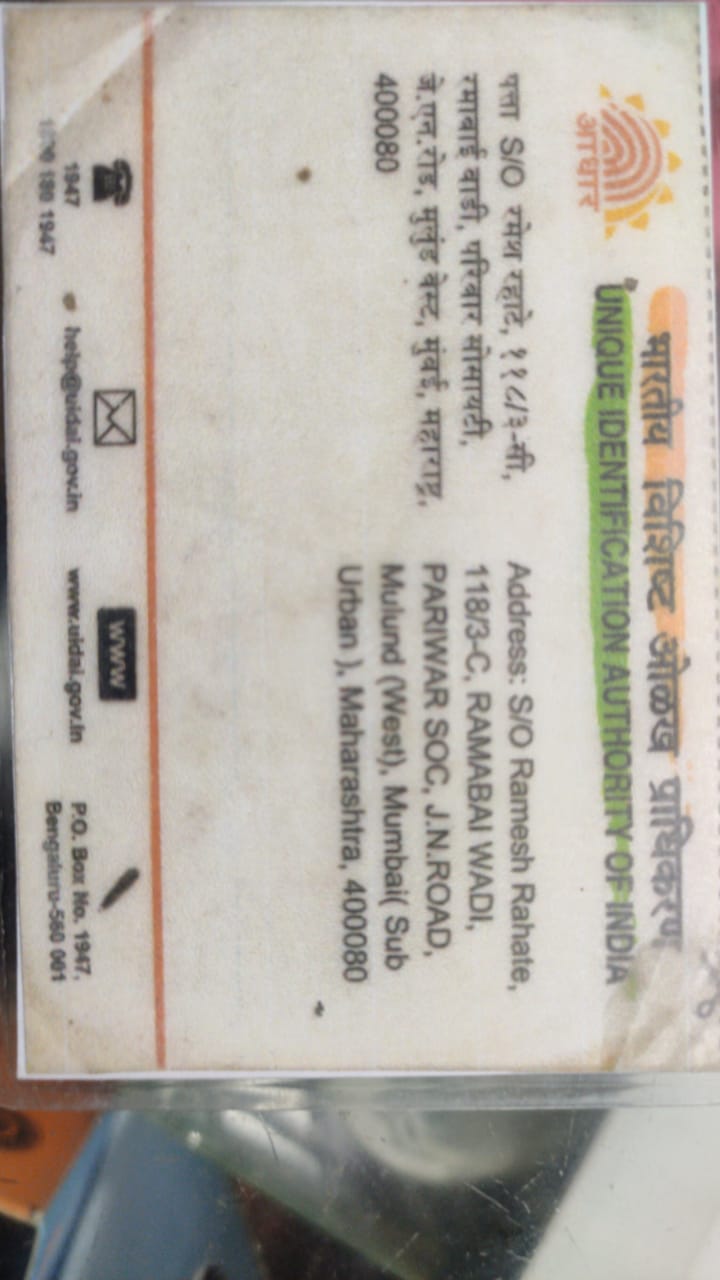 भारतीय विशिष्ट ओळख प्राधिकरण
UNIQUE IDENTIFICATION AUTHORITY OF INDIA
आधार
पत्ता S/O रमेश रहाटे, ११८/३-सी,
रमाबाई वाडी, परिवार सोसायटी,
जे.एन.रोड, मुलुंड वेस्ट, मुंबई, महाराष्ट्र,
400080
Address: S/O Ramesh Rahate,
118/3-C, RAMABAI WADI,
PARIWAR SOC, J.N.ROAD,
Mulund (West), Mumbai( Sub
Urban ), Maharashtra, 400080
1947
1800 180 1947
help@uidai.gov.in
WWW
www.uidai.gov.in
P.O. Box No. 1947,
Bengaluru-560 001